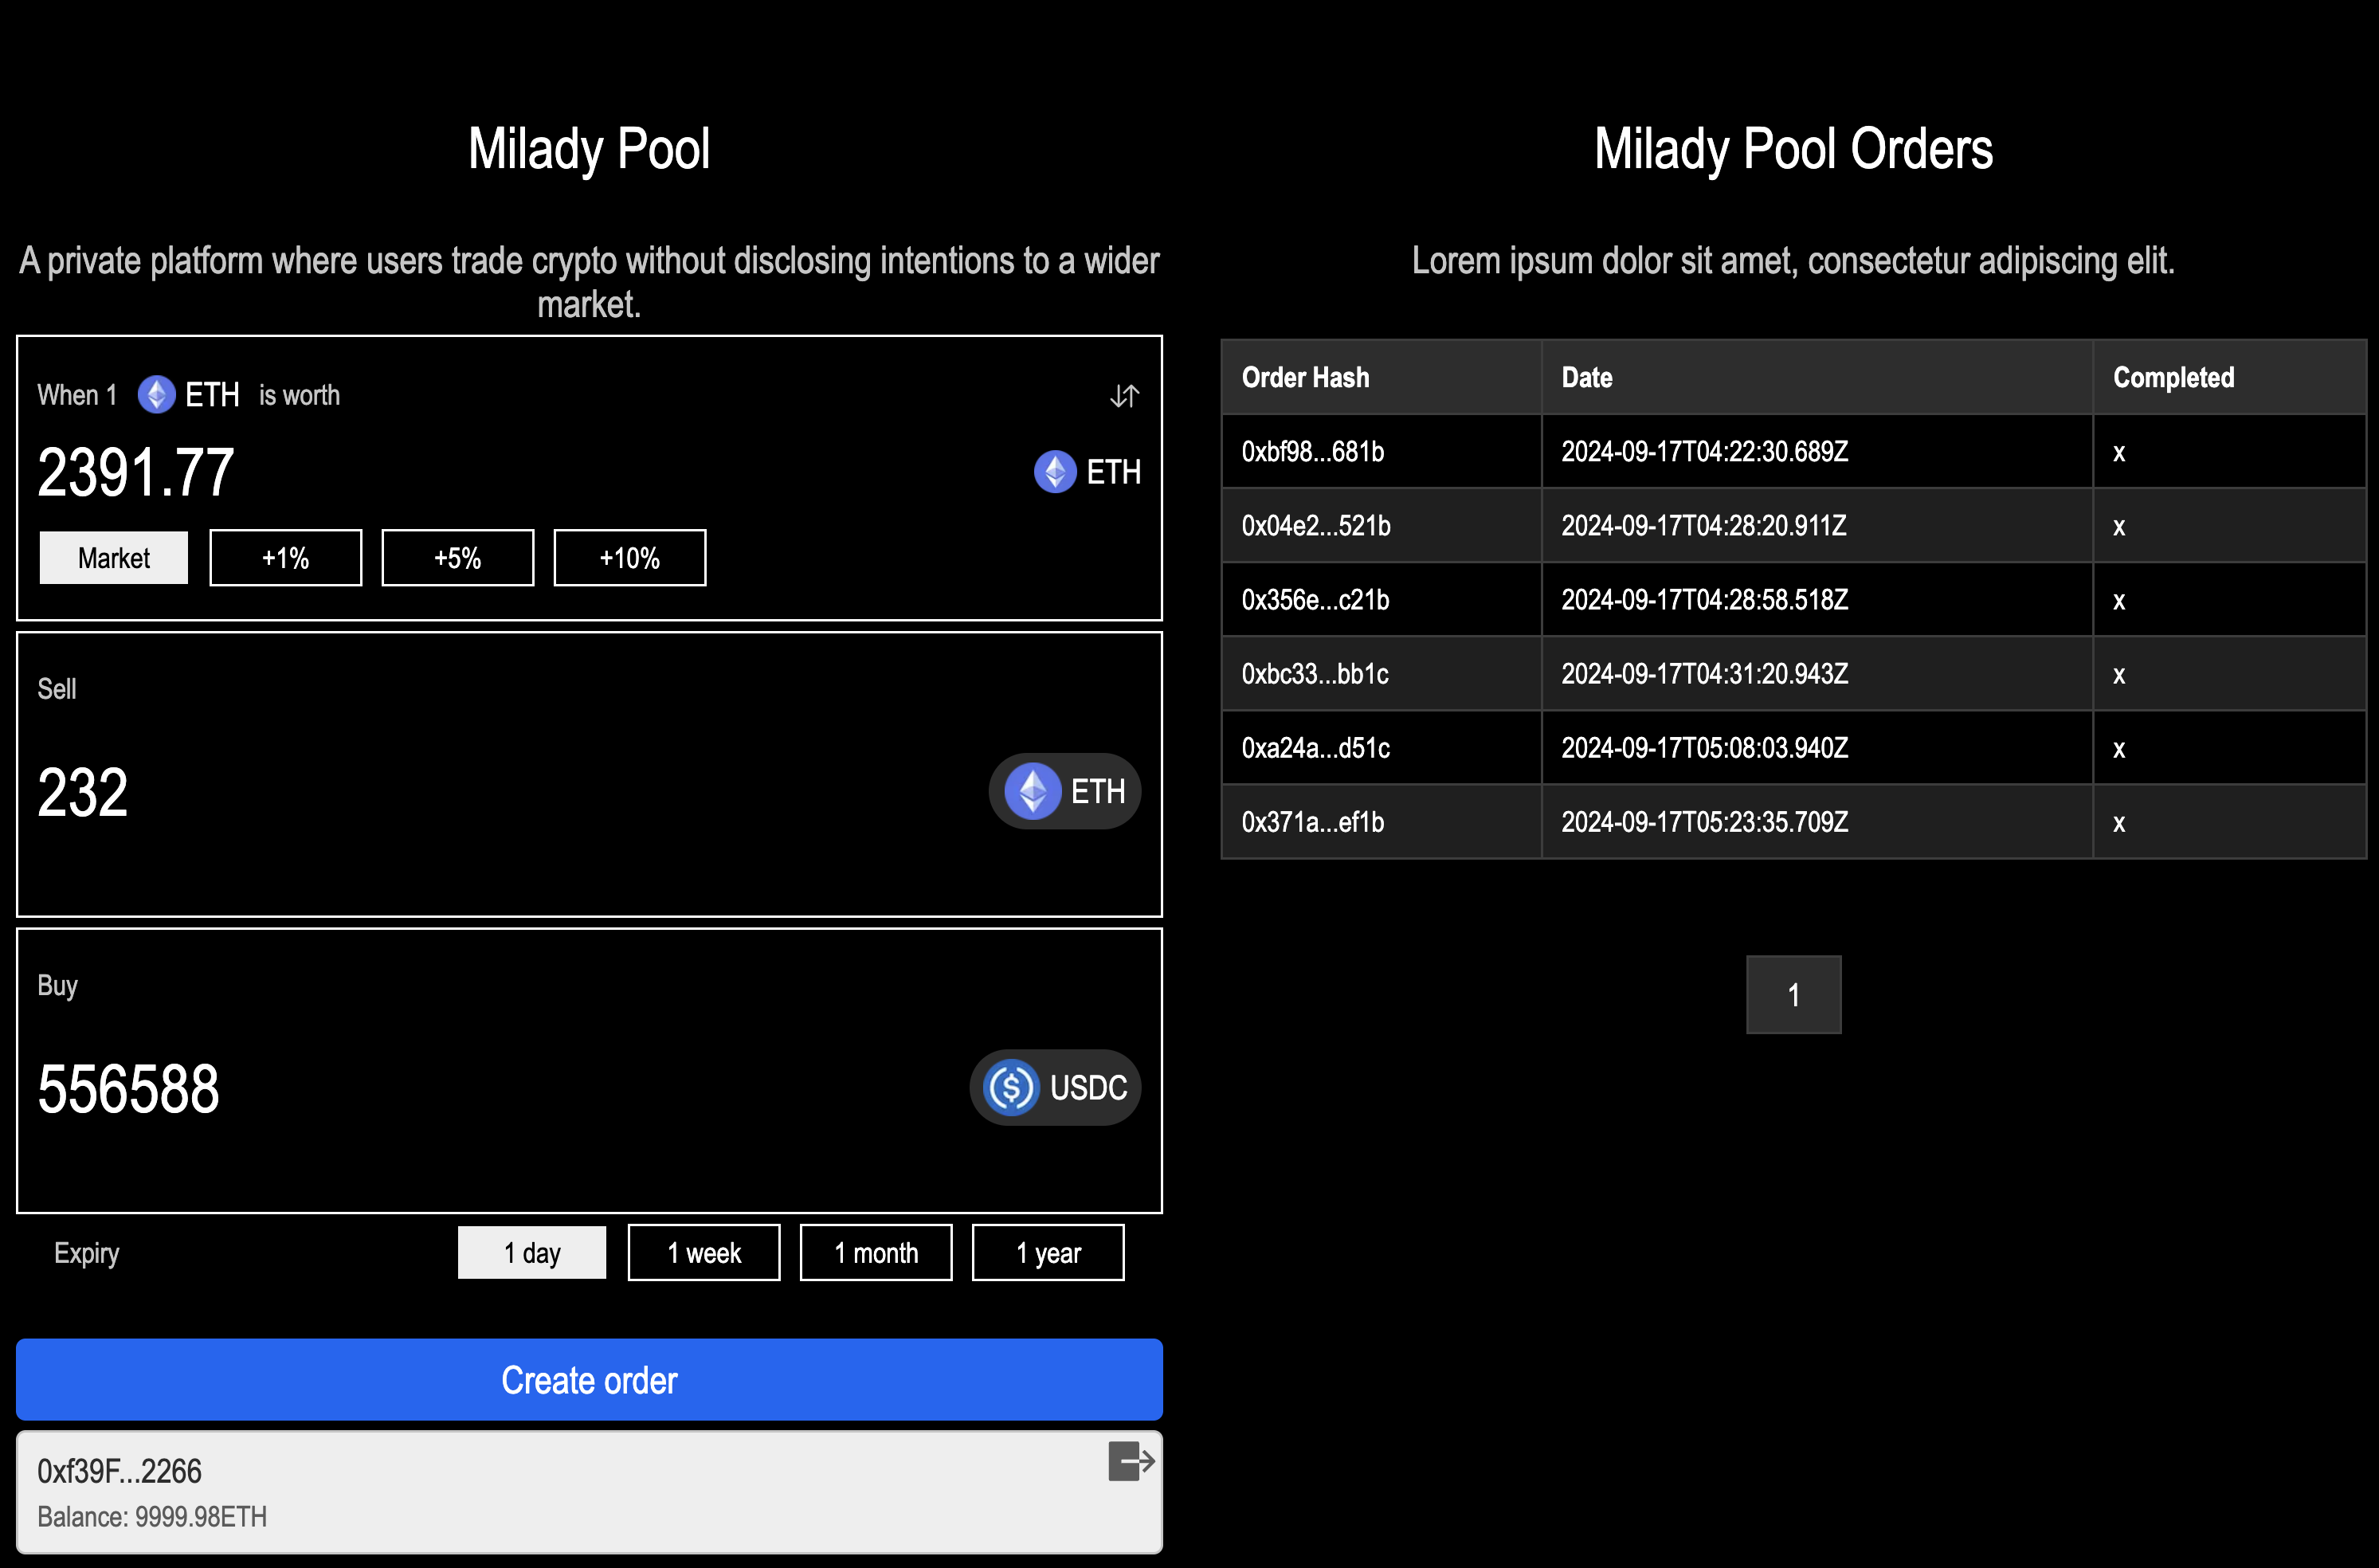 Milady Pool
A private platform where users trade crypto without disclosing intentions to a wider
market.
When 1 ETH is worth
2391.77 ETH
Market +1% +5% +10%
Sell
232 ETH
Buy
556588 USDC
Expiry 1 day 1 week 1 month 1 year
Create order
0xf39F...2266
Balance: 9999.98ETH
Milady Pool Orders
Lorem ipsum dolor sit amet, consectetur adipiscing elit.
Order Hash Date Completed
0xbf98...681b 2024-09-17T04:22:30.689Z x
0x04e2...521b 2024-09-17T04:28:20.911Z x
0x356e...c21b 2024-09-17T04:28:58.518Z x
0xbc33...bb1c 2024-09-17T04:31:20.943Z x
0xa24a...d51c 2024-09-17T05:08:03.940Z x
0x371a...ef1b 2024-09-17T05:23:35.709Z x
1